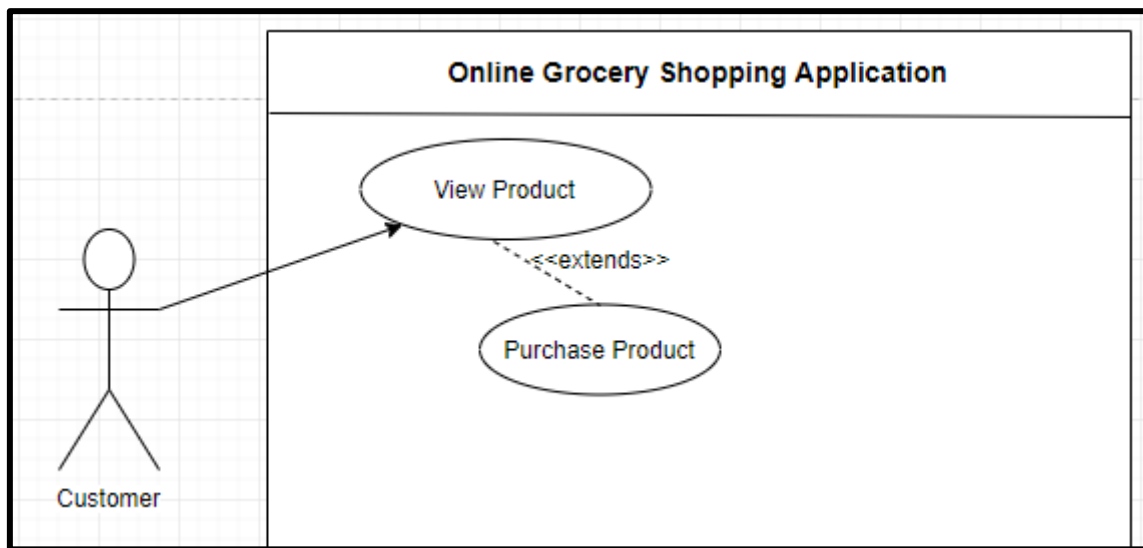 Online Grocery Shopping Application
View Product
<<extends>>
Purchase Product
Customer